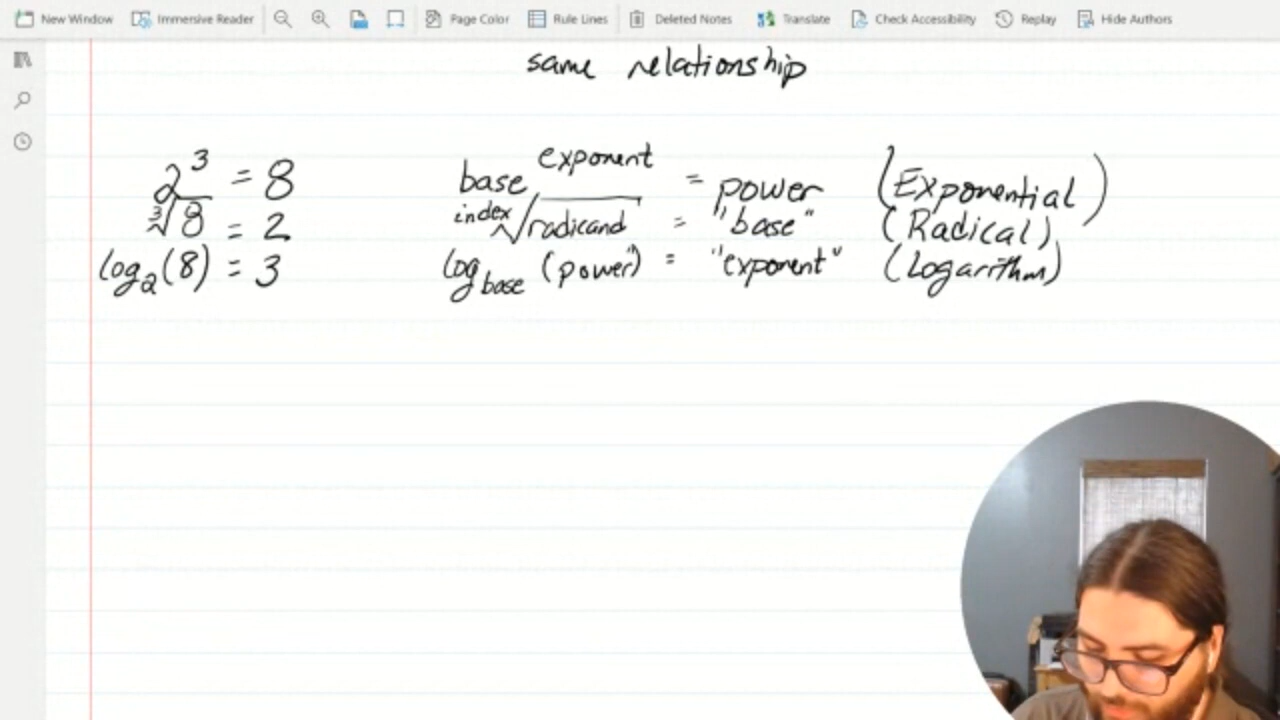 New Window Immersive Reader Page Color Rule Lines Deleted Notes Translate Check Accessibility Replay Hide Authors
same relationship
2³ = 8 base^exponent = power (Exponential)
∛8 = 2 index√radicand = "base" (Radical)
log₂(8) = 3 log_base (power) = "exponent" (Logarithm)